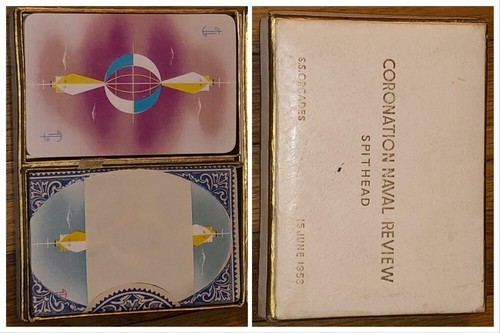 CORONATION NAVAL REVIEW
SPITHEAD
S.S. ORCADES
15 JUNE 1953